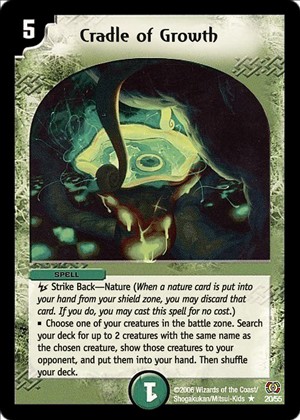 5
Cradle of Growth
SPELL
Strike Back—Nature (When a nature card is put into
your hand from your shield zone, you may discard that
card. If you do, you may cast this spell for no cost.)
■ Choose one of your creatures in the battle zone. Search
your deck for up to 2 creatures with the same name as
the chosen creature, show those creatures to your
opponent, and put them into your hand. Then shuffle
your deck.
1
©2006 Wizards of the Coast/
Shogakukan/Mitsui-Kids ★ 20/55